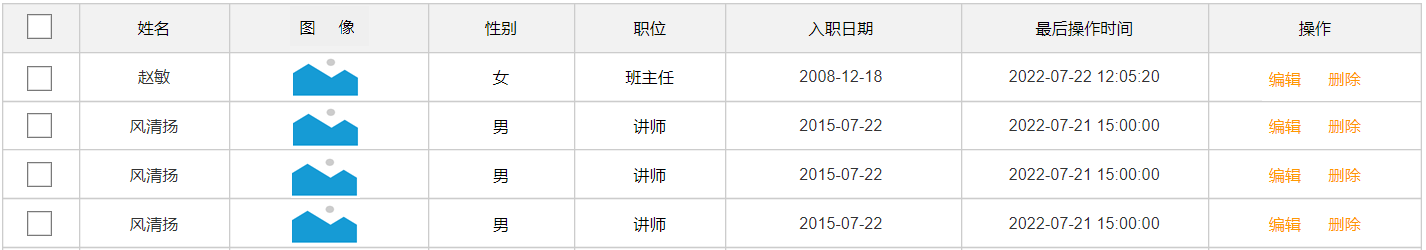 姓名 图 像 性别 职位 入职日期 最后操作时间 操作
赵敏 女 班主任 2008-12-18 2022-07-22 12:05:20 编辑 删除
风清扬 男 讲师 2015-07-22 2022-07-21 15:00:00 编辑 删除
风清扬 男 讲师 2015-07-22 2022-07-21 15:00:00 编辑 删除
风清扬 男 讲师 2015-07-22 2022-07-21 15:00:00 编辑 删除